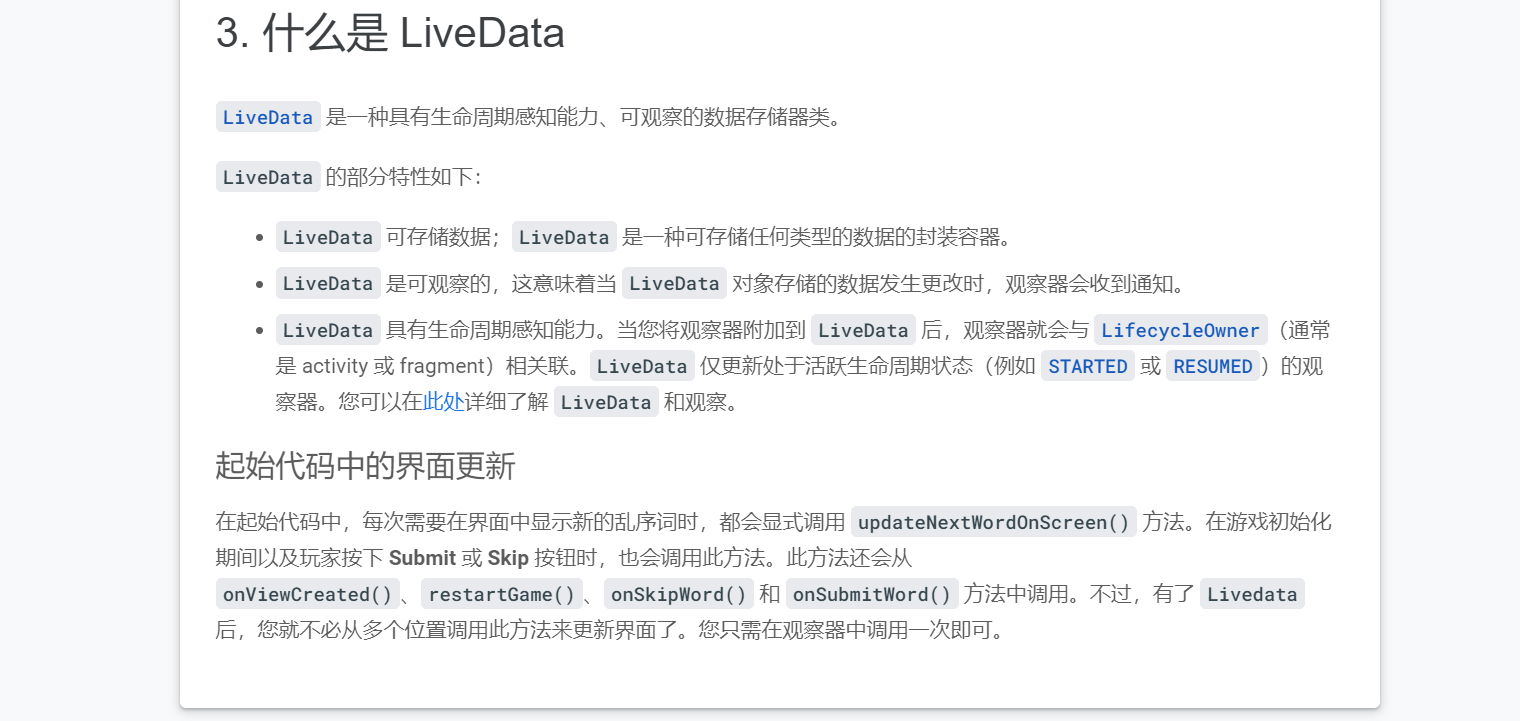 3. 什么是 LiveData
LiveData 是一种具有生命周期感知能力、可观察的数据存储器类。
LiveData 的部分特性如下：
• LiveData 可存储数据；LiveData 是一种可存储任何类型的数据的封装容器。
• LiveData 是可观察的，这意味着当 LiveData 对象存储的数据发生更改时，观察器会收到通知。
• LiveData 具有生命周期感知能力。当您将观察器附加到 LiveData 后，观察器就会与 LifecycleOwner（通常
是 activity 或 fragment）相关联。LiveData 仅更新处于活跃生命周期状态（例如 STARTED 或 RESUMED）的观
察器。您可以在此处详细了解 LiveData 和观察。
起始代码中的界面更新
在起始代码中，每次需要在界面中显示新的乱序词时，都会显式调用 updateNextWordOnScreen() 方法。在游戏初始化
期间以及玩家按下 Submit 或 Skip 按钮时，也会调用此方法。此方法还会从
onViewCreated()、restartGame()、onSkipWord() 和 onSubmitWord() 方法中调用。不过，有了 Livedata
后，您就不必从多个位置调用此方法来更新界面了。您只需在观察器中调用一次即可。